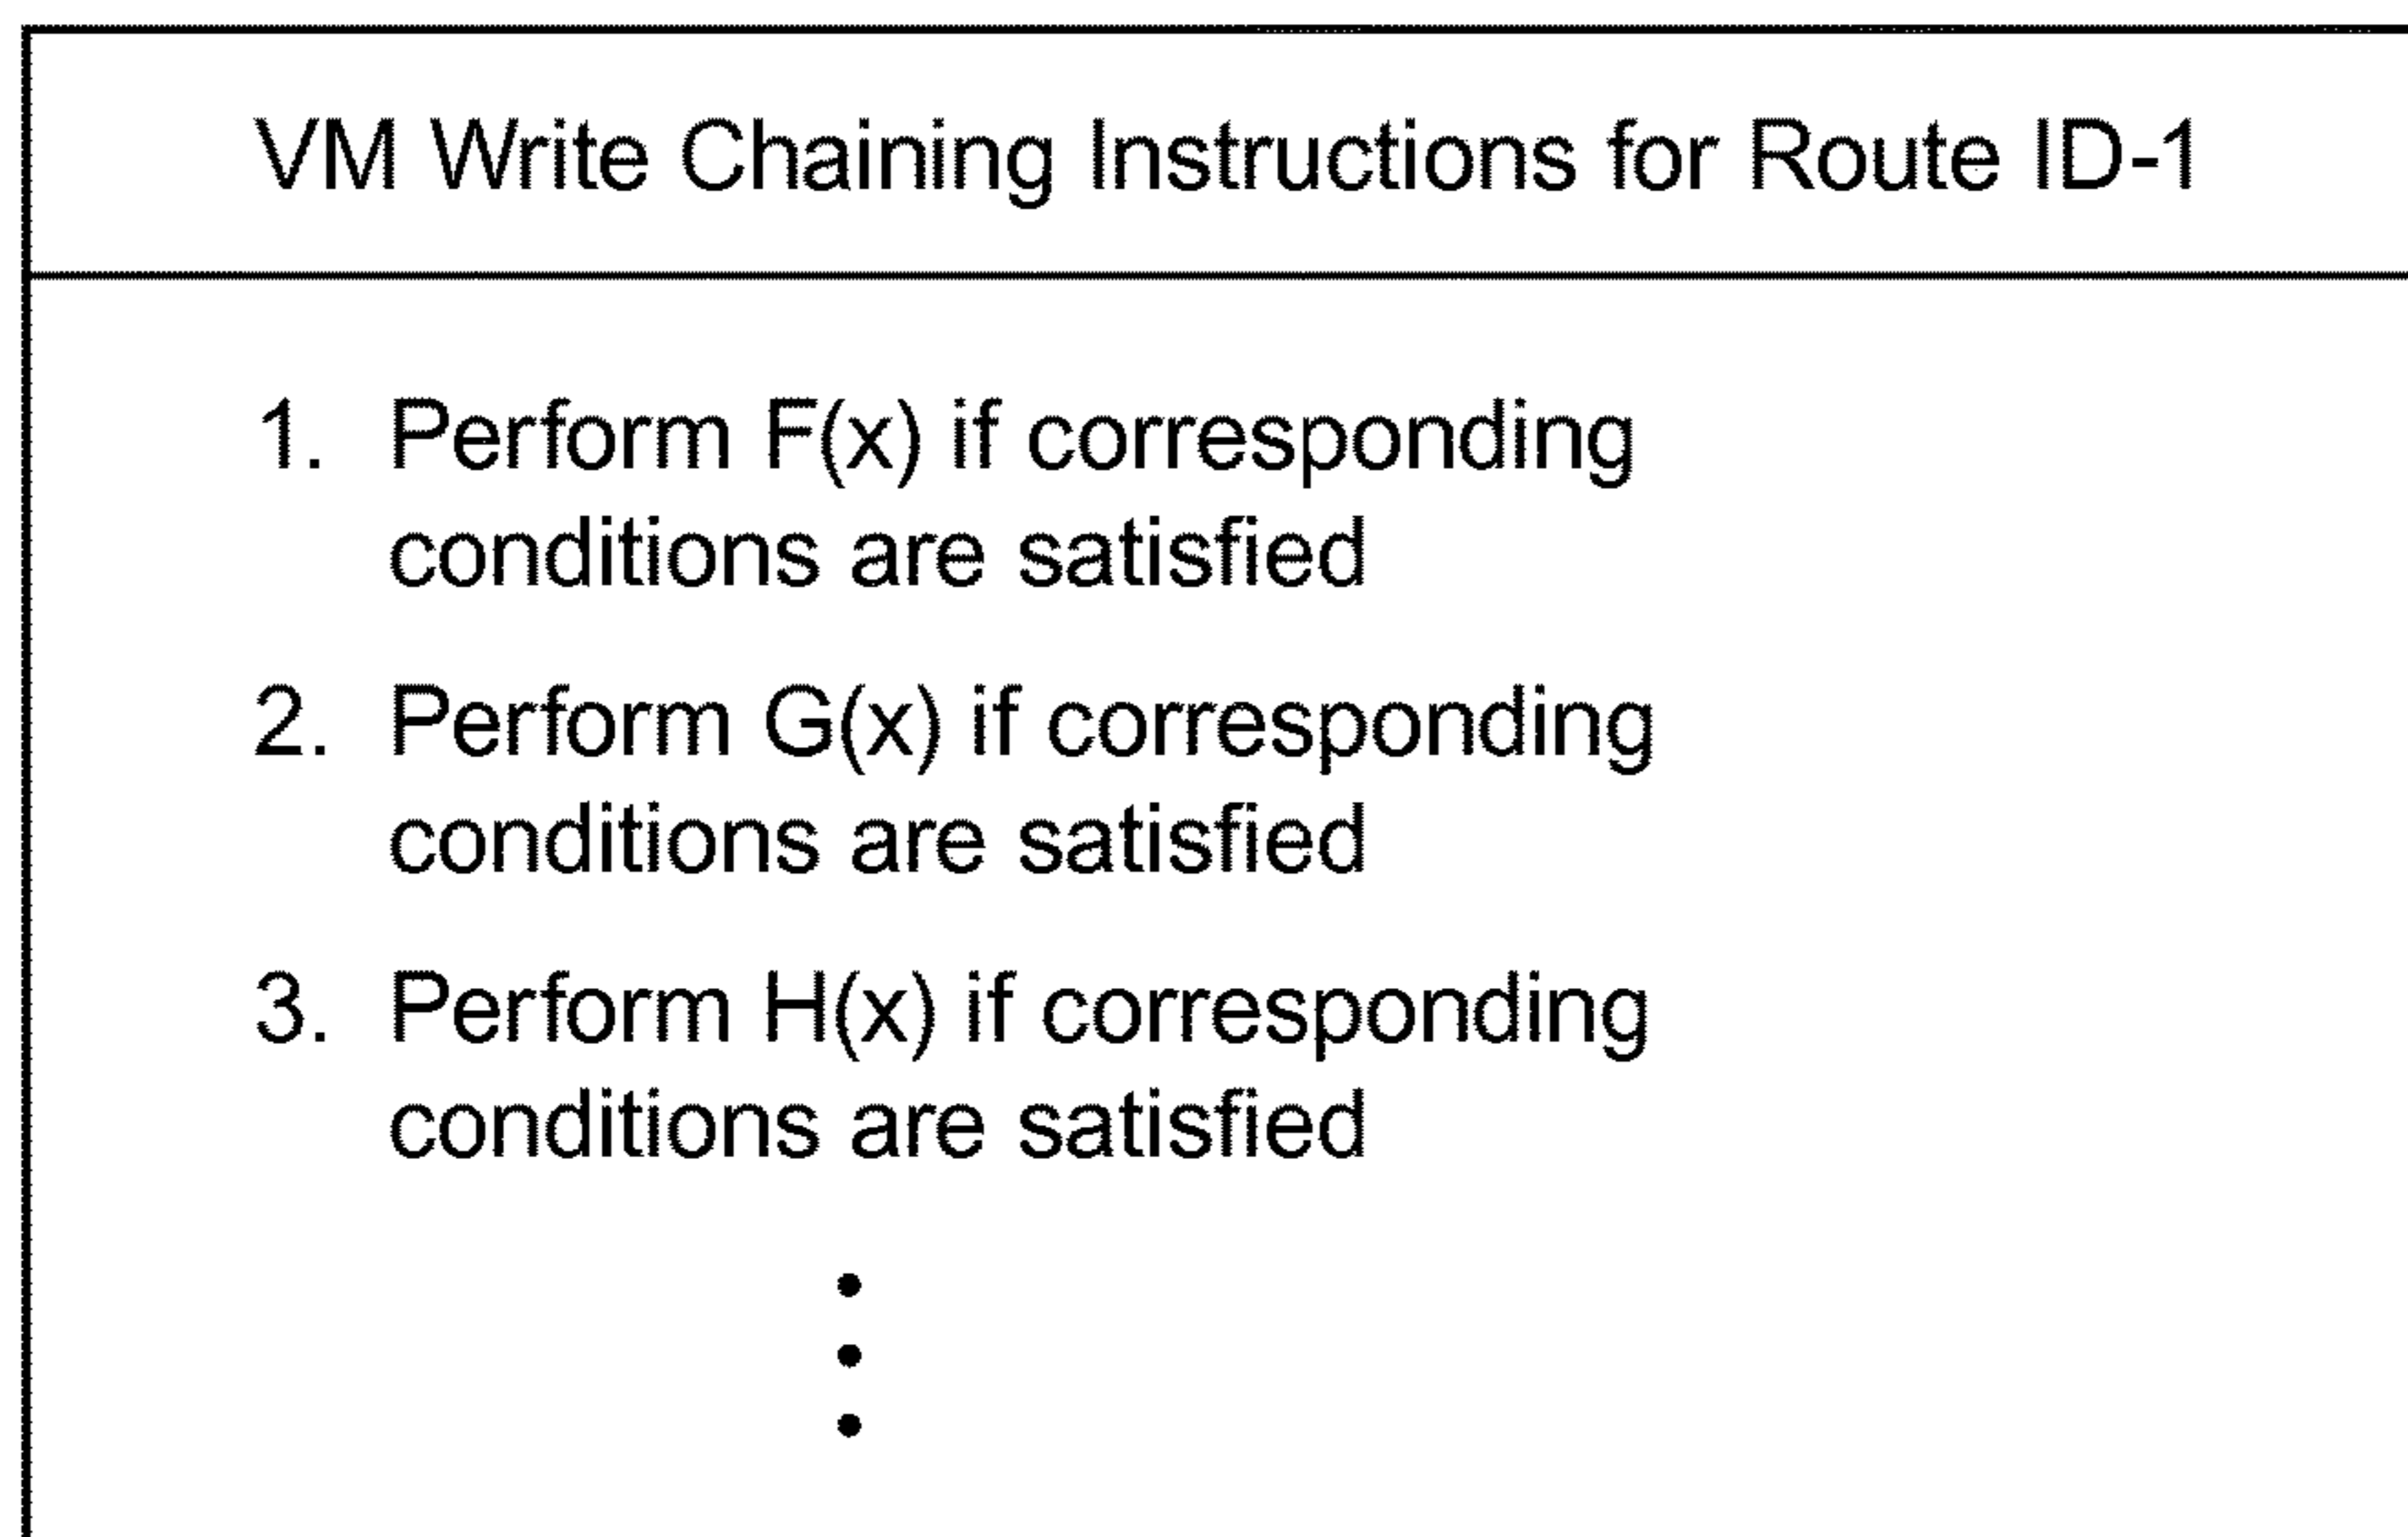 VM Write Chaining Instructions for Route ID-1
1. Perform F(x) if corresponding
conditions are satisfied
2. Perform G(x) if corresponding
conditions are satisfied
3. Perform H(x) if corresponding
conditions are satisfied